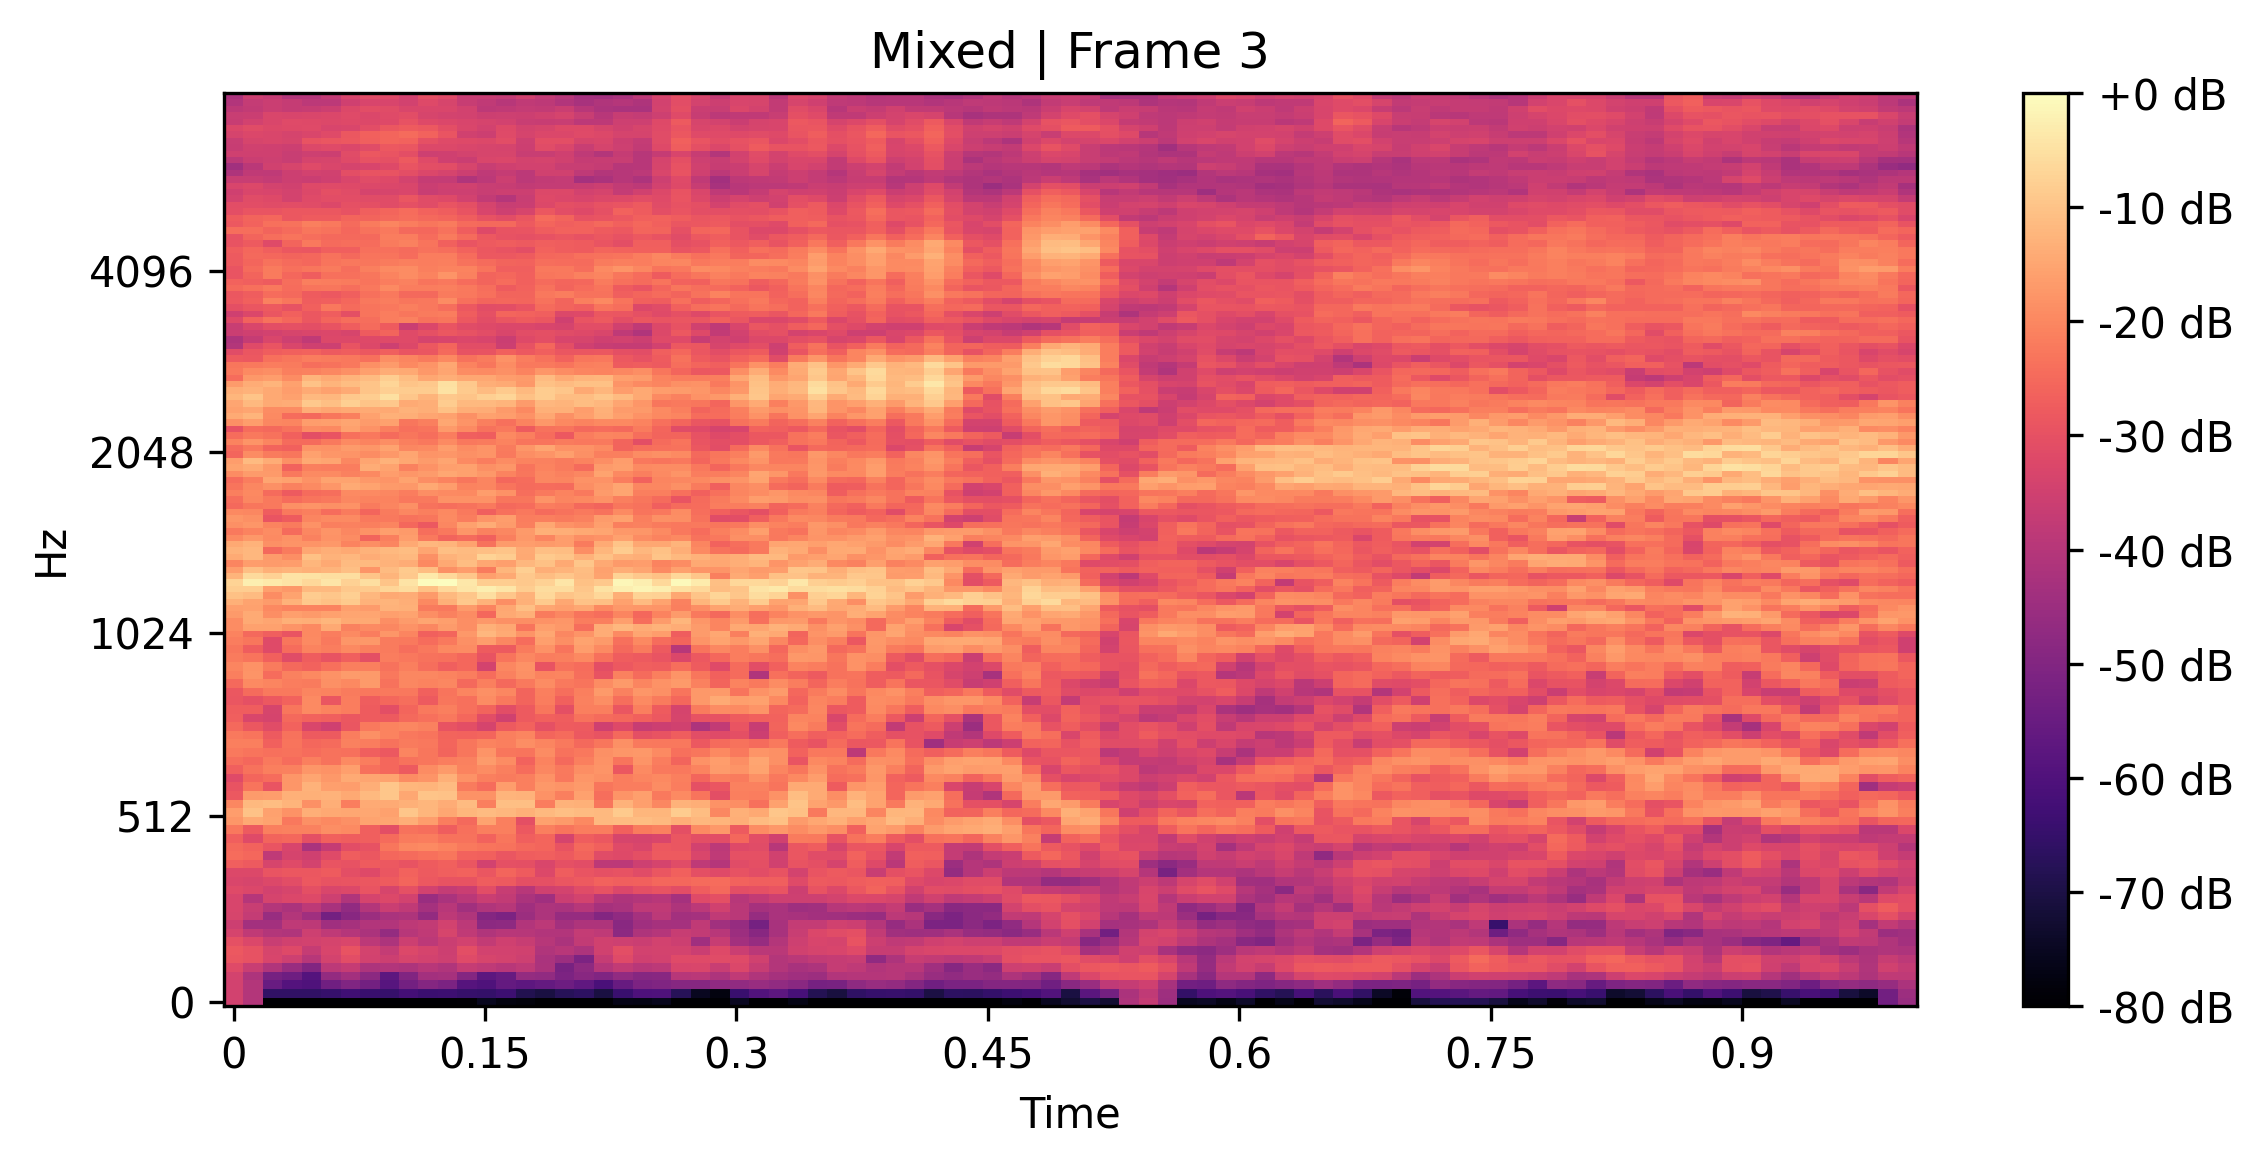 Mixed | Frame 3
Hz
4096
2048
1024
512
0
0 0.15 0.3 0.45 0.6 0.75 0.9
Time
+0 dB
-10 dB
-20 dB
-30 dB
-40 dB
-50 dB
-60 dB
-70 dB
-80 dB